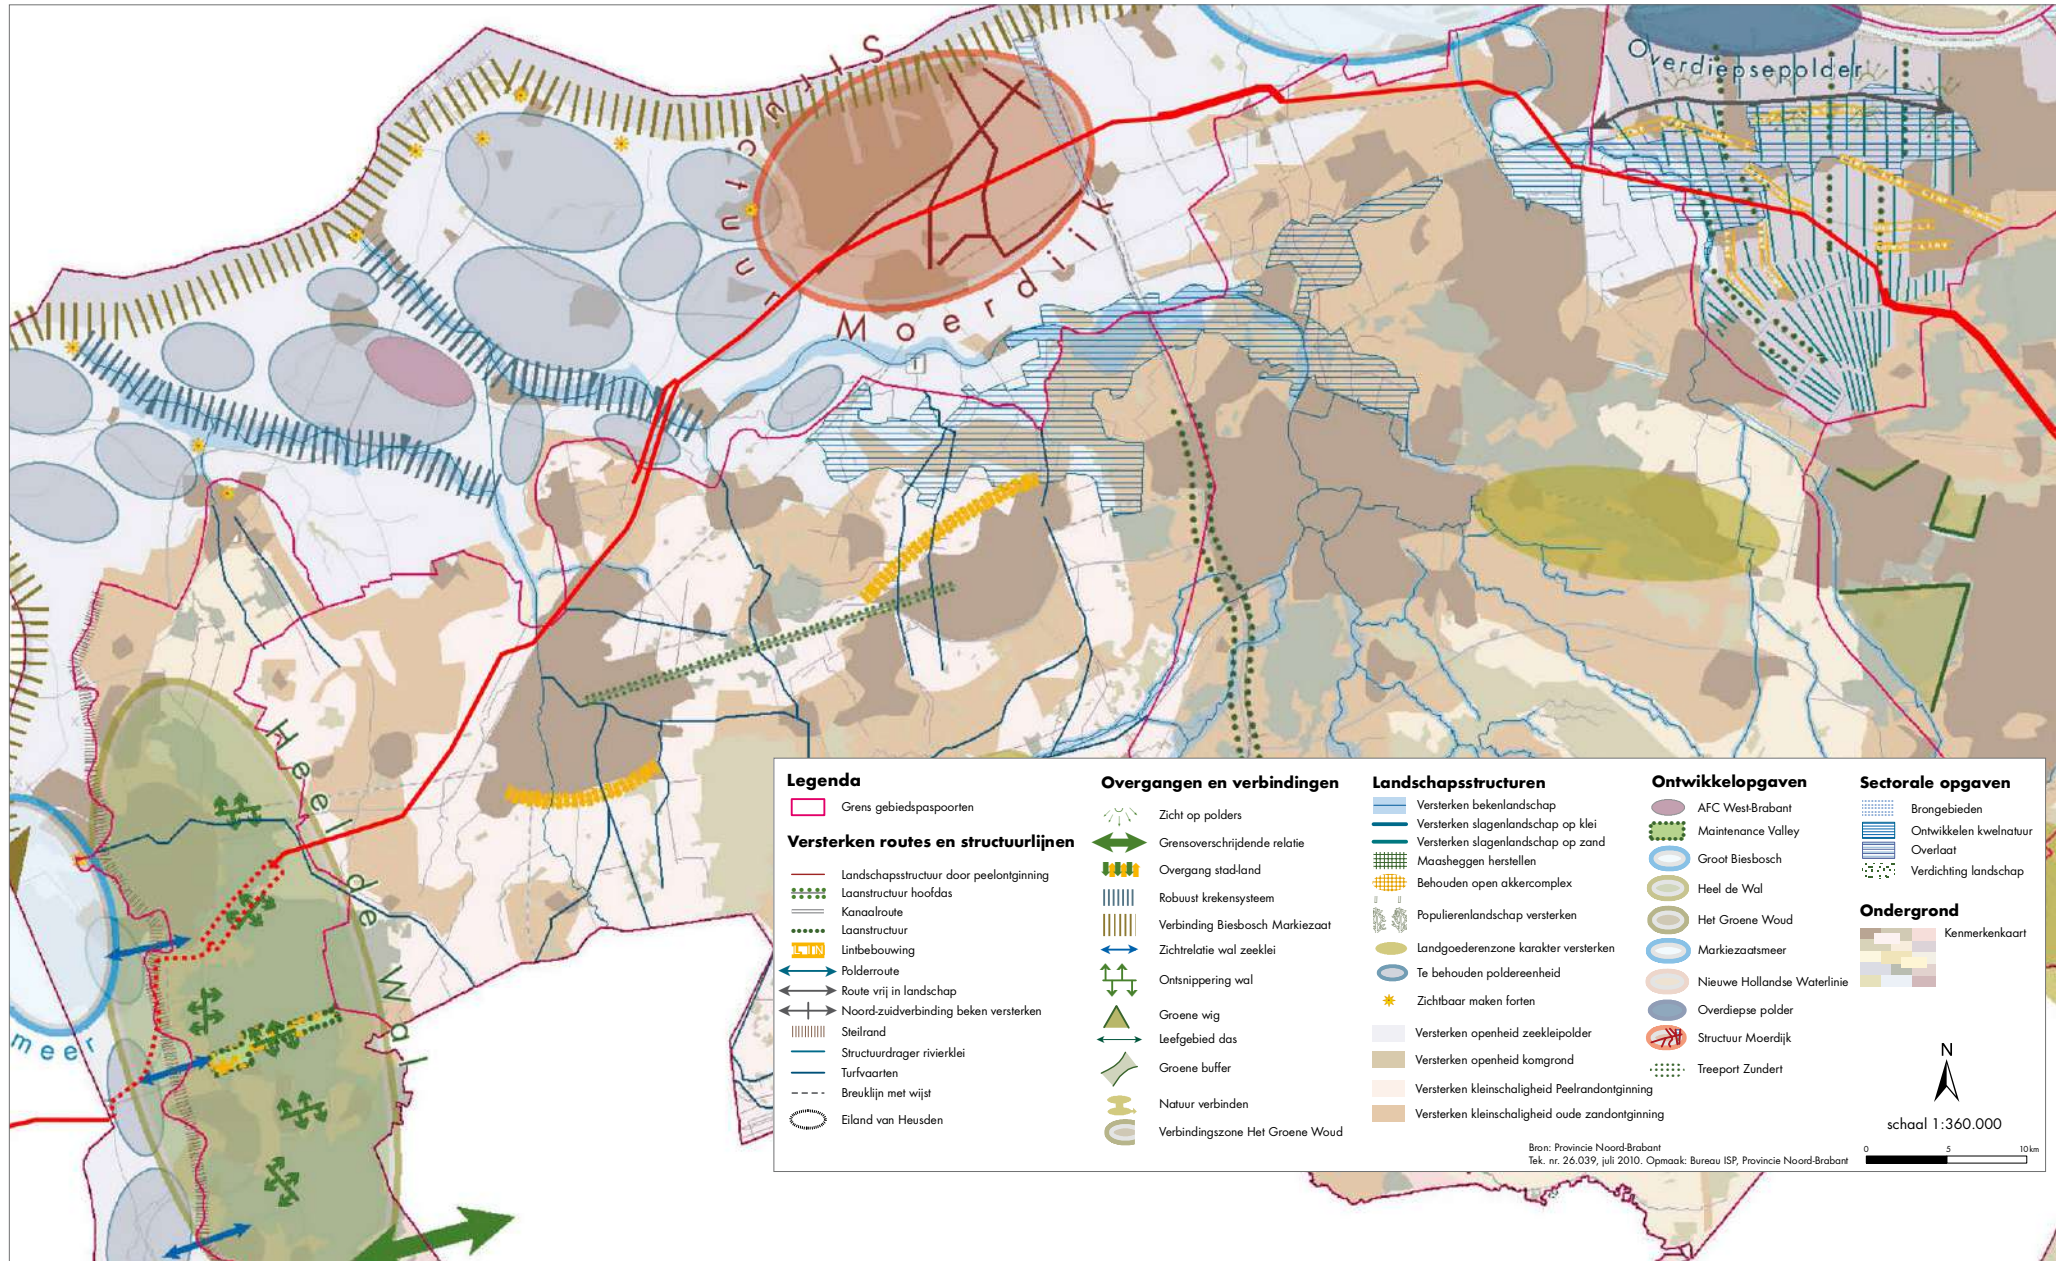 Structuur
Moerdijk
Overdiepsepolder
Heel de Wal
meer
Legenda
Grens gebiedspaspoorten
Versterken routes en structuurlijnen
Landschapsstructuur door peelontginning
Laanstructuur hoofdas
Kanaalroute
Laanstructuur
Lintbebouwing
Polderroute
Route vrij in landschap
Noord-zuidverbinding beken versterken
Steilrand
Structuurdrager rivierklei
Turfvaarten
Breuklijn met wijst
Eiland van Heusden
Overgangen en verbindingen
Zicht op polders
Grensoverschrijdende relatie
Overgang stad-land
Robuust krekensysteem
Verbinding Biesbosch Markiezaat
Zichtrelatie wal zeeklei
Ontsnippering wal
Groene wig
Leefgebied das
Groene buffer
Natuur verbinden
Verbindingszone Het Groene Woud
Landschapsstructuren
Versterken bekenlandschap
Versterken slagenlandschap op klei
Versterken slagenlandschap op zand
Maasheggen herstellen
Behouden open akkercomplex
Populierenlandschap versterken
Landgoederenzone karakter versterken
Te behouden poldereenheid
Zichtbaar maken forten
Versterken openheid zeekleipolder
Versterken openheid komgrond
Versterken kleinschaligheid Peelrandontginning
Versterken kleinschaligheid oude zandontginning
Ontwikkelopgaven
AFC West-Brabant
Maintenance Valley
Groot Biesbosch
Heel de Wal
Het Groene Woud
Markiezaatsmeer
Nieuwe Hollandse Waterlinie
Overdiepse polder
Structuur Moerdijk
Treeport Zundert
Sectorale opgaven
Brongebieden
Ontwikkelen kwelnatuur
Overlaat
Verdichting landschap
Ondergrond
Kenmerkenkaart
N
schaal 1:360.000
0 5 10km
Bron: Provincie Noord-Brabant
Tek. nr. 26.039, juli 2010. Opmaak: Bureau ISP, Provincie Noord-Brabant